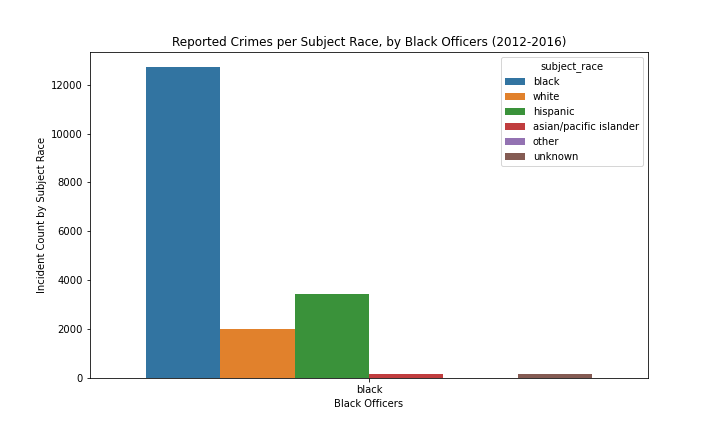 Reported Crimes per Subject Race, by Black Officers (2012-2016)
subject_race
black
white
hispanic
asian/pacific islander
other
unknown
Incident Count by Subject Race
12000
10000
8000
6000
4000
2000
0
black
Black Officers